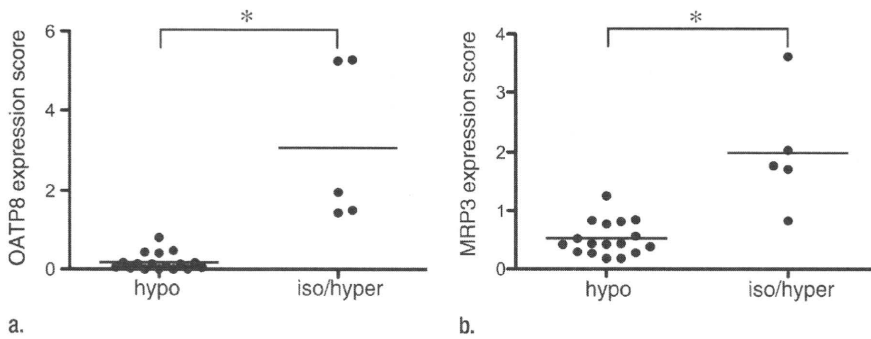 *
6
4
2
0
OATP8 expression score
hypo
iso/hyper
a.
*
4
3
2
1
0
MRP3 expression score
hypo
iso/hyper
b.